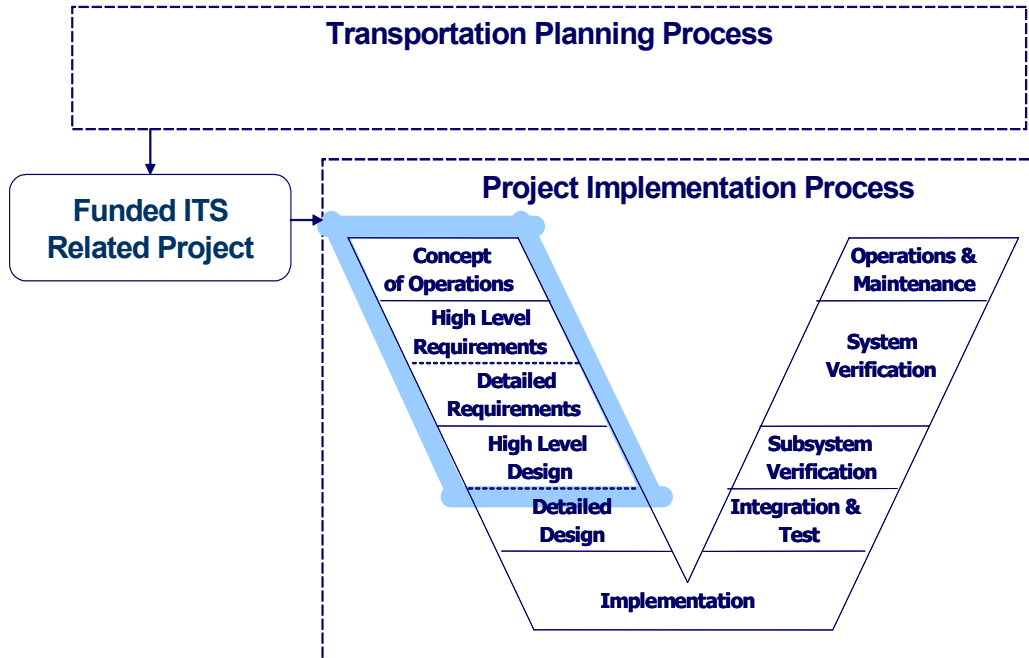 Transportation Planning Process
Funded ITS
Related Project
Project Implementation Process
Concept
of Operations
High Level
Requirements
Detailed
Requirements
High Level
Design
Detailed
Design
Implementation
Operations &
Maintenance
System
Verification
Subsystem
Verification
Integration &
Test